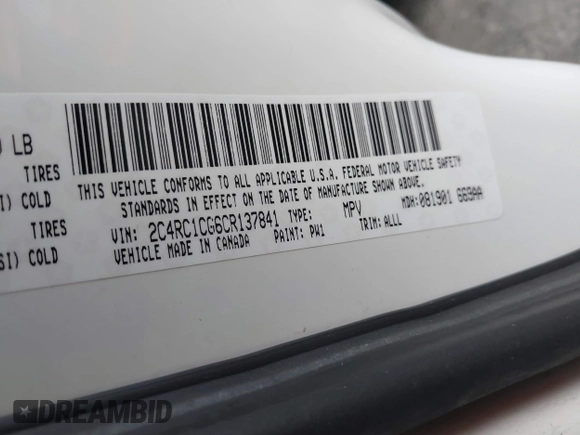 LB
TIRES
COLD
TIRES
SI) COLD
THIS VEHICLE CONFORMS TO ALL APPLICABLE U.S.A. FEDERAL MOTOR VEHICLE SAFETY
STANDARDS IN EFFECT ON THE DATE OF MANUFACTURE SHOWN ABOVE.
VIN: 2C4RC1CG6CR137841 TYPE: MPV MDH: 081901 669AA
VEHICLE MADE IN CANADA PAINT: PW1 TRIM: ALLL
DREAMBID